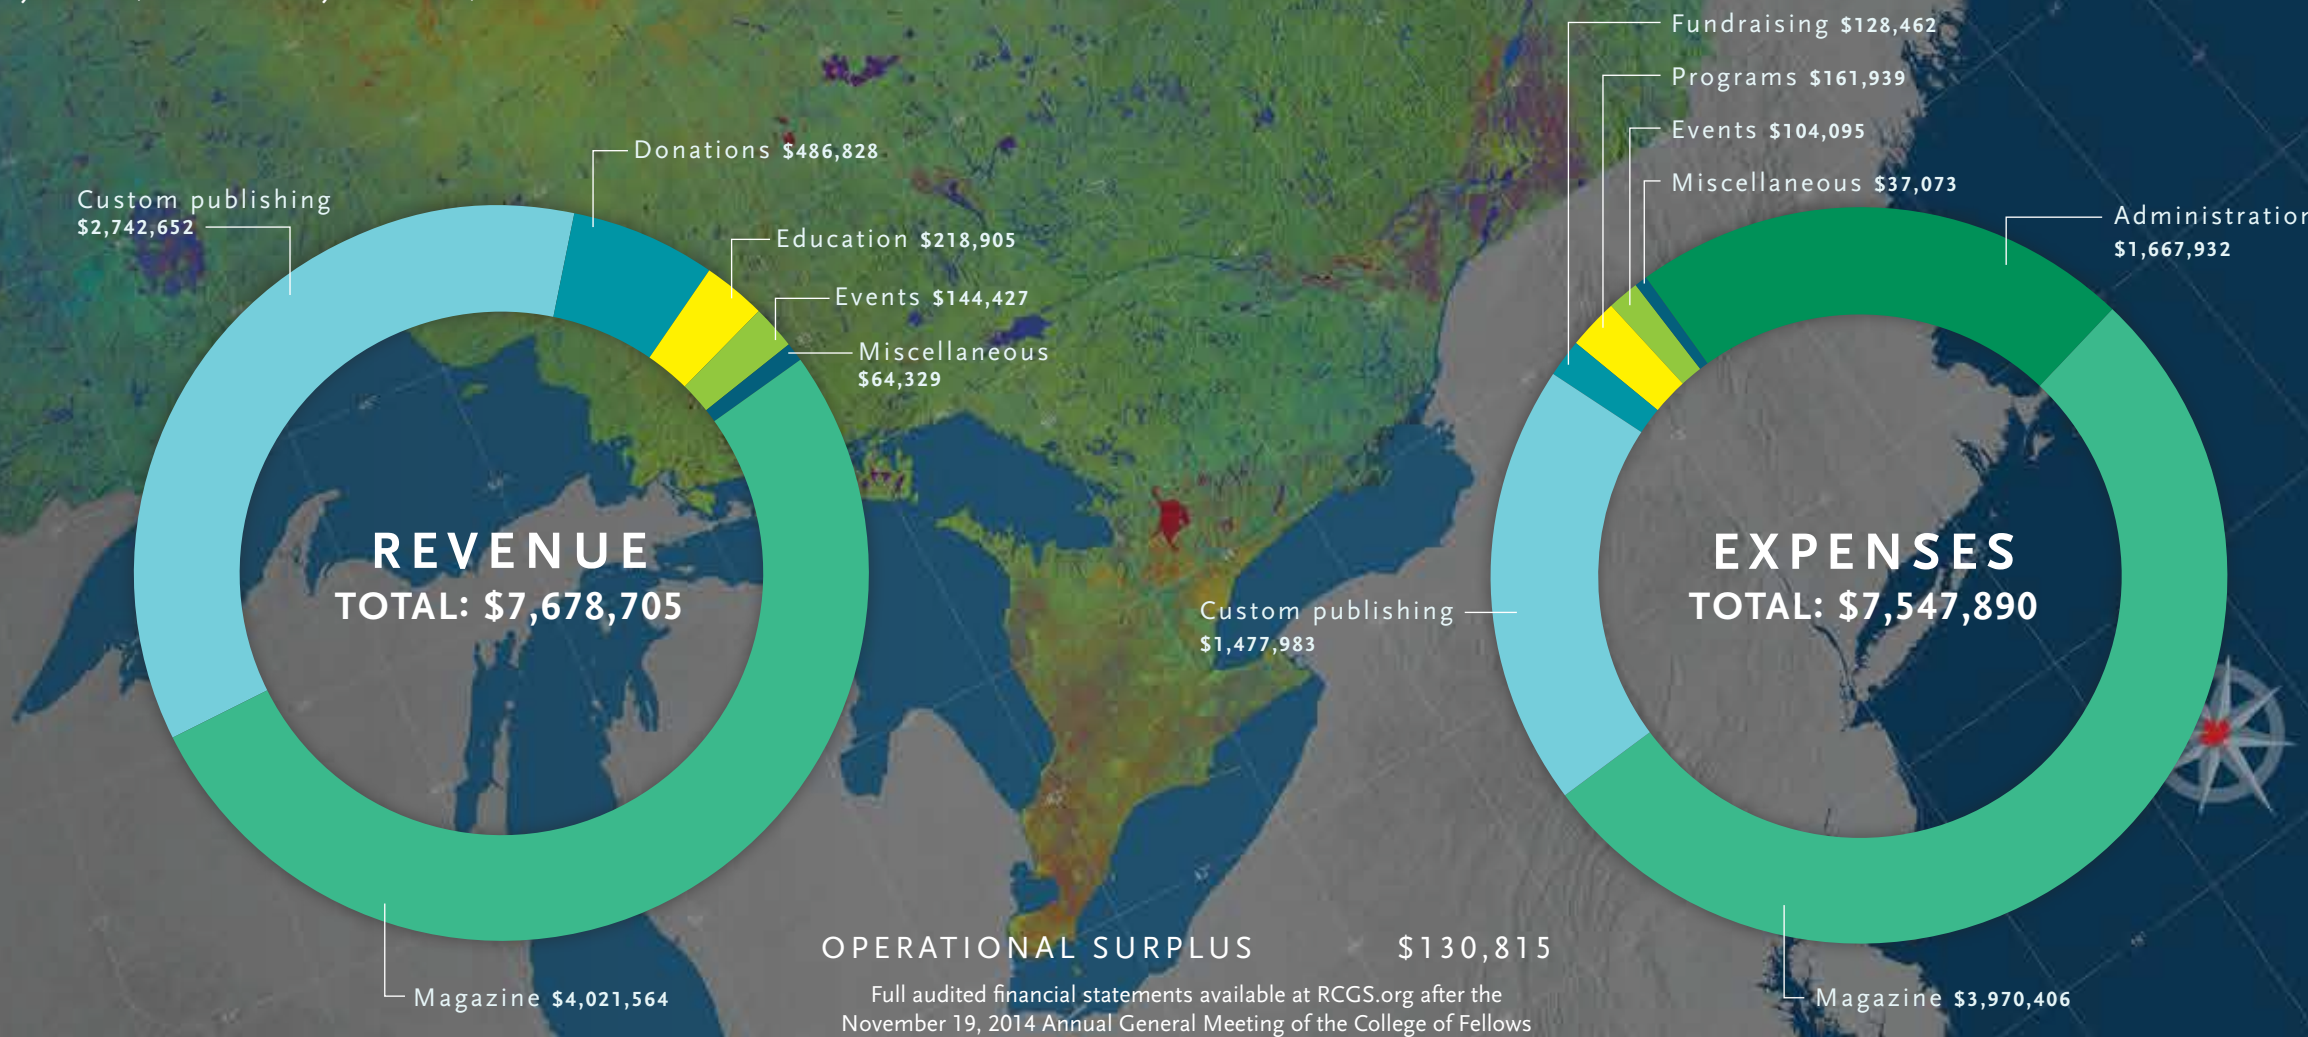 Custom publishing
$2,742,652
Donations $486,828
Education $218,905
Events $144,427
Miscellaneous
$64,329
REVENUE
TOTAL: $7,678,705
Magazine $4,021,564
Fundraising $128,462
Programs $161,939
Events $104,095
Miscellaneous $37,073
Administration
$1,667,932
EXPENSES
TOTAL: $7,547,890
Custom publishing
$1,477,983
Magazine $3,970,406
OPERATIONAL SURPLUS $130,815
Full audited financial statements available at RCGS.org after the
November 19, 2014 Annual General Meeting of the College of Fellows